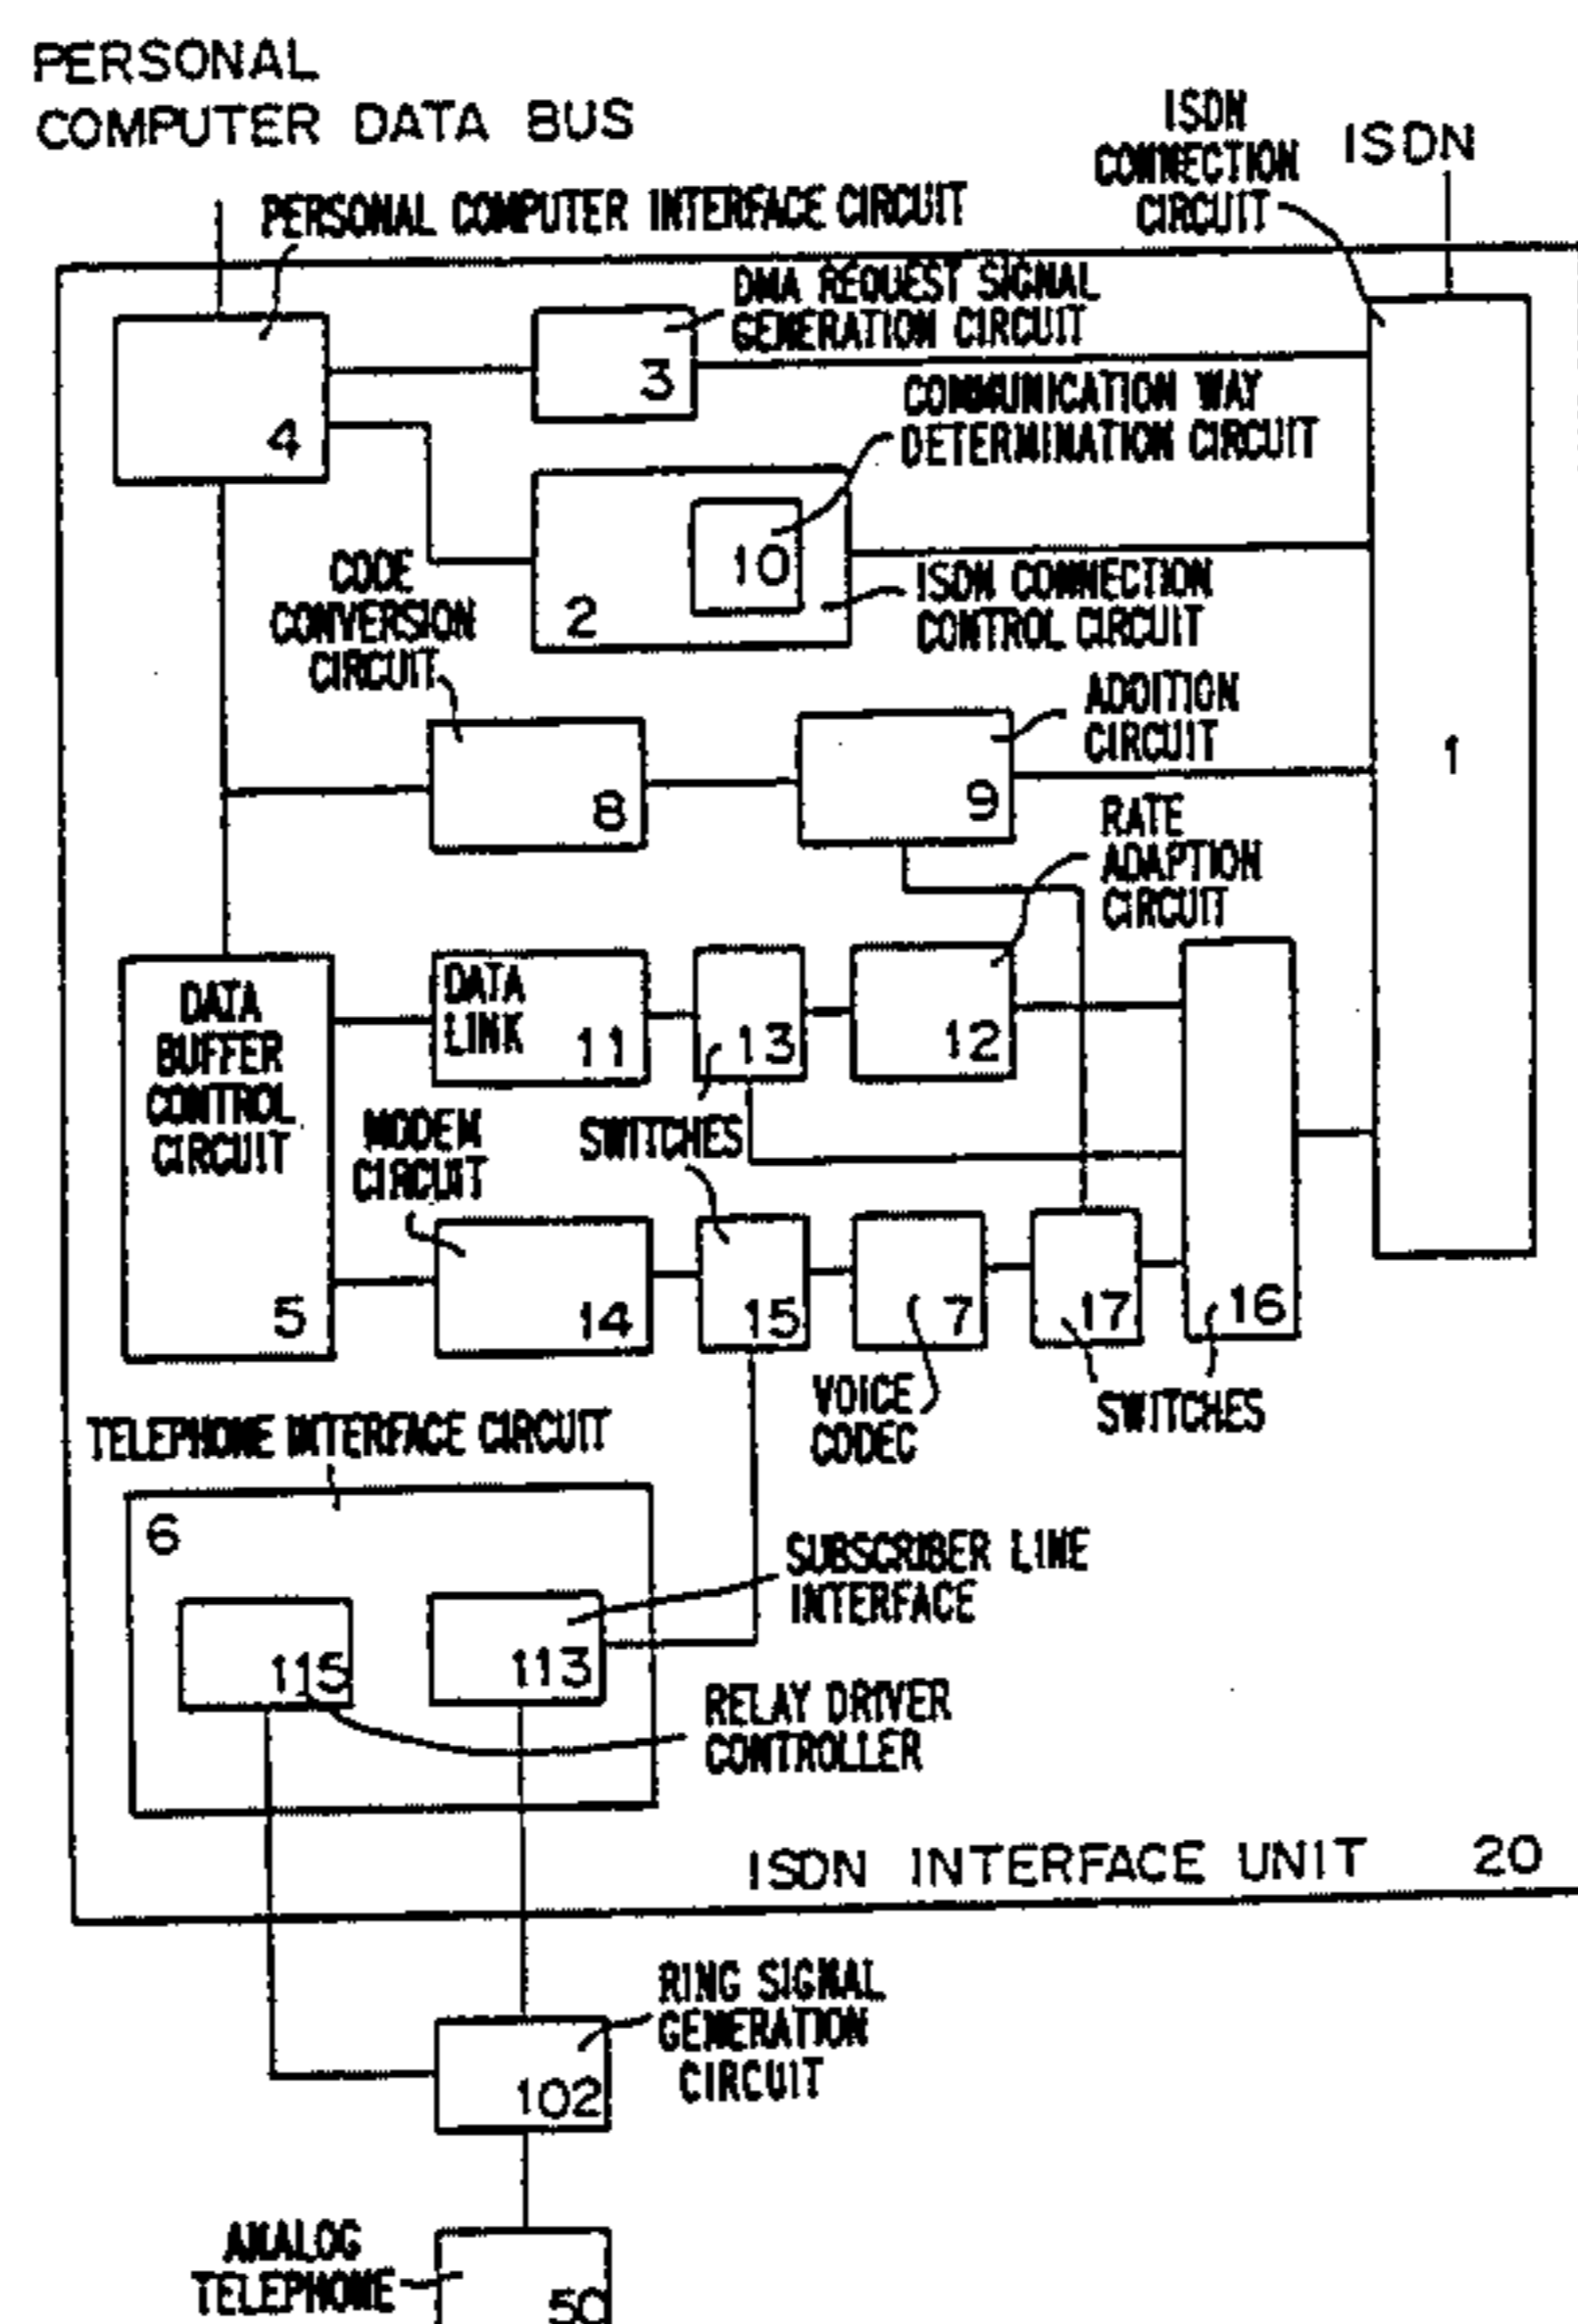 PERSONAL
COMPUTER DATA BUS
ISDN
CONNECTION
CIRCUIT
ISDN
PERSONAL COMPUTER INTERFACE CIRCUIT
DMA REQUEST SIGNAL
GENERATION CIRCUIT
3
4
COMMUNICATION WAY
DETERMINATION CIRCUIT
10
2
ISDN CONNECTION
CONTROL CIRCUIT
CODE
CONVERSION
CIRCUIT
ADDITION
CIRCUIT
1
8
9
RATE
ADAPTION
CIRCUIT
DATA
BUFFER
CONTROL
CIRCUIT
5
DATA
LINK
11
13
12
SWITCHES
MODEM
CIRCUIT
14
15
7
17
16
VOICE
CODEC
SWITCHES
TELEPHONE INTERFACE CIRCUIT
6
SUBSCRIBER LINE
INTERFACE
115
113
RELAY DRIVER
CONTROLLER
ISDN INTERFACE UNIT 20
RING SIGNAL
GENERATION
CIRCUIT
102
ANALOG
TELEPHONE
50